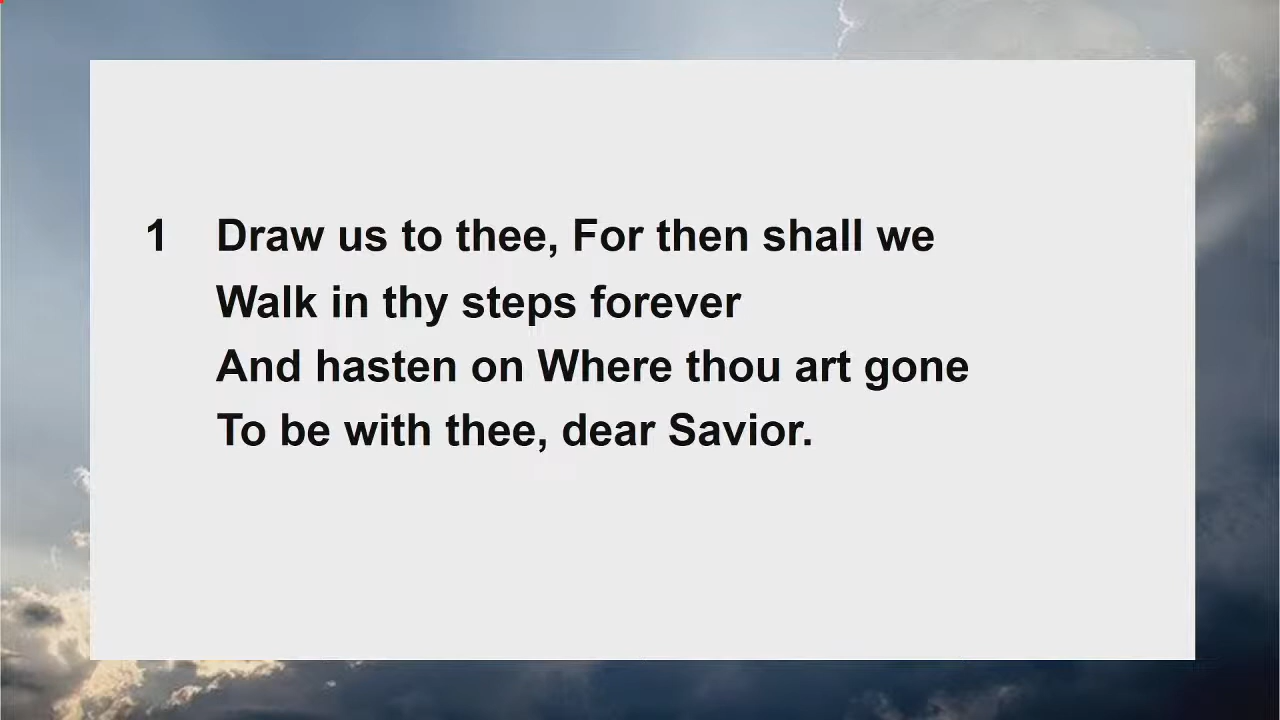 1 Draw us to thee, For then shall we
Walk in thy steps forever
And hasten on Where thou art gone
To be with thee, dear Savior.